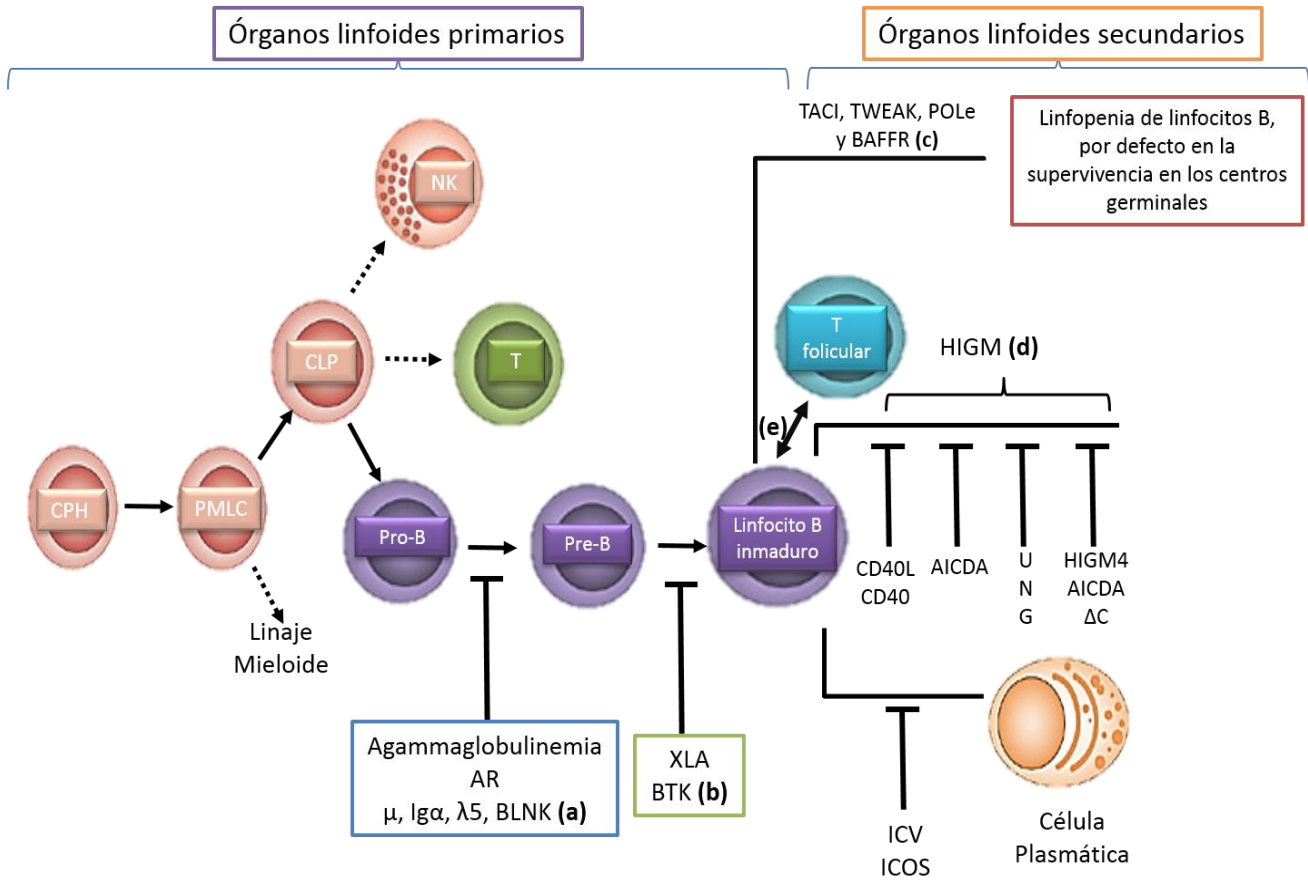 Órganos linfoides primarios
Órganos linfoides secundarios
TACI, TWEAK, POLe
y BAFFR (c)
Linfopenia de linfocitos B,
por defecto en la
supervivencia en los centros
germinales
NK
T
folicular
CLP
T
HIGM (d)
(e)
CPH
PMLC
Pro-B
Pre-B
Linfocito B
inmaduro
CD40L
CD40
AICDA
U
N
G
HIGM4
AICDA
ΔC
Linaje
Mieloide
Agammaglobulinemia
AR
μ, Igα, λ5, BLNK (a)
XLA
BTK (b)
ICV
ICOS
Célula
Plasmática